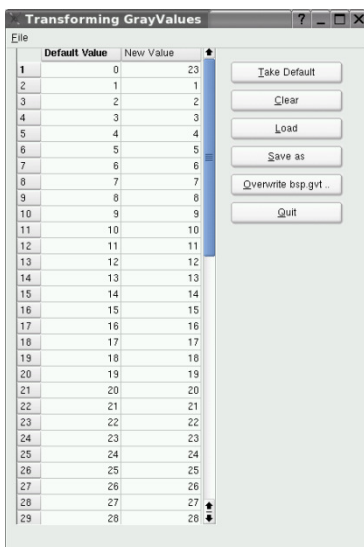 Transforming GrayValues ? _ X
File
Default Value New Value
1 0 23
2 1 1
3 2 2
4 3 3
5 4 4
6 5 5
7 6 6
8 7 7
9 8 8
10 9 9
11 10 10
12 11 11
13 12 12
14 13 13
15 14 14
16 15 15
17 16 16
18 17 17
19 18 18
20 19 19
21 20 20
22 21 21
23 22 22
24 23 23
25 24 24
26 25 25
27 26 26
28 27 27
29 28 28
Take Default
Clear
Load
Save as
Overwrite bsp.gvt ..
Quit